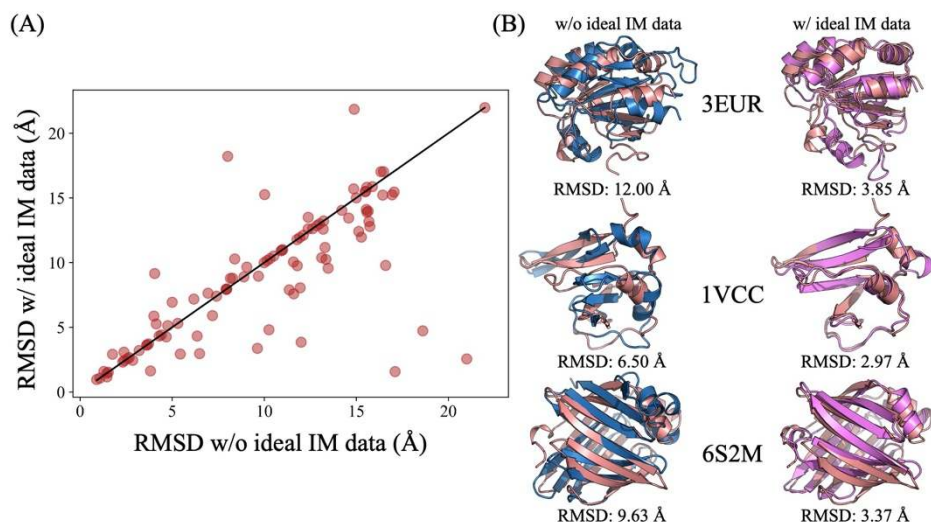 (A)
RMSD w/ ideal IM data (Å)
20
15
10
5
0
5
10
15
20
RMSD w/o ideal IM data (Å)
(B)
w/o ideal IM data
w/ ideal IM data
3EUR
RMSD: 12.00 Å
RMSD: 3.85 Å
1VCC
RMSD: 6.50 Å
RMSD: 2.97 Å
6S2M
RMSD: 9.63 Å
RMSD: 3.37 Å